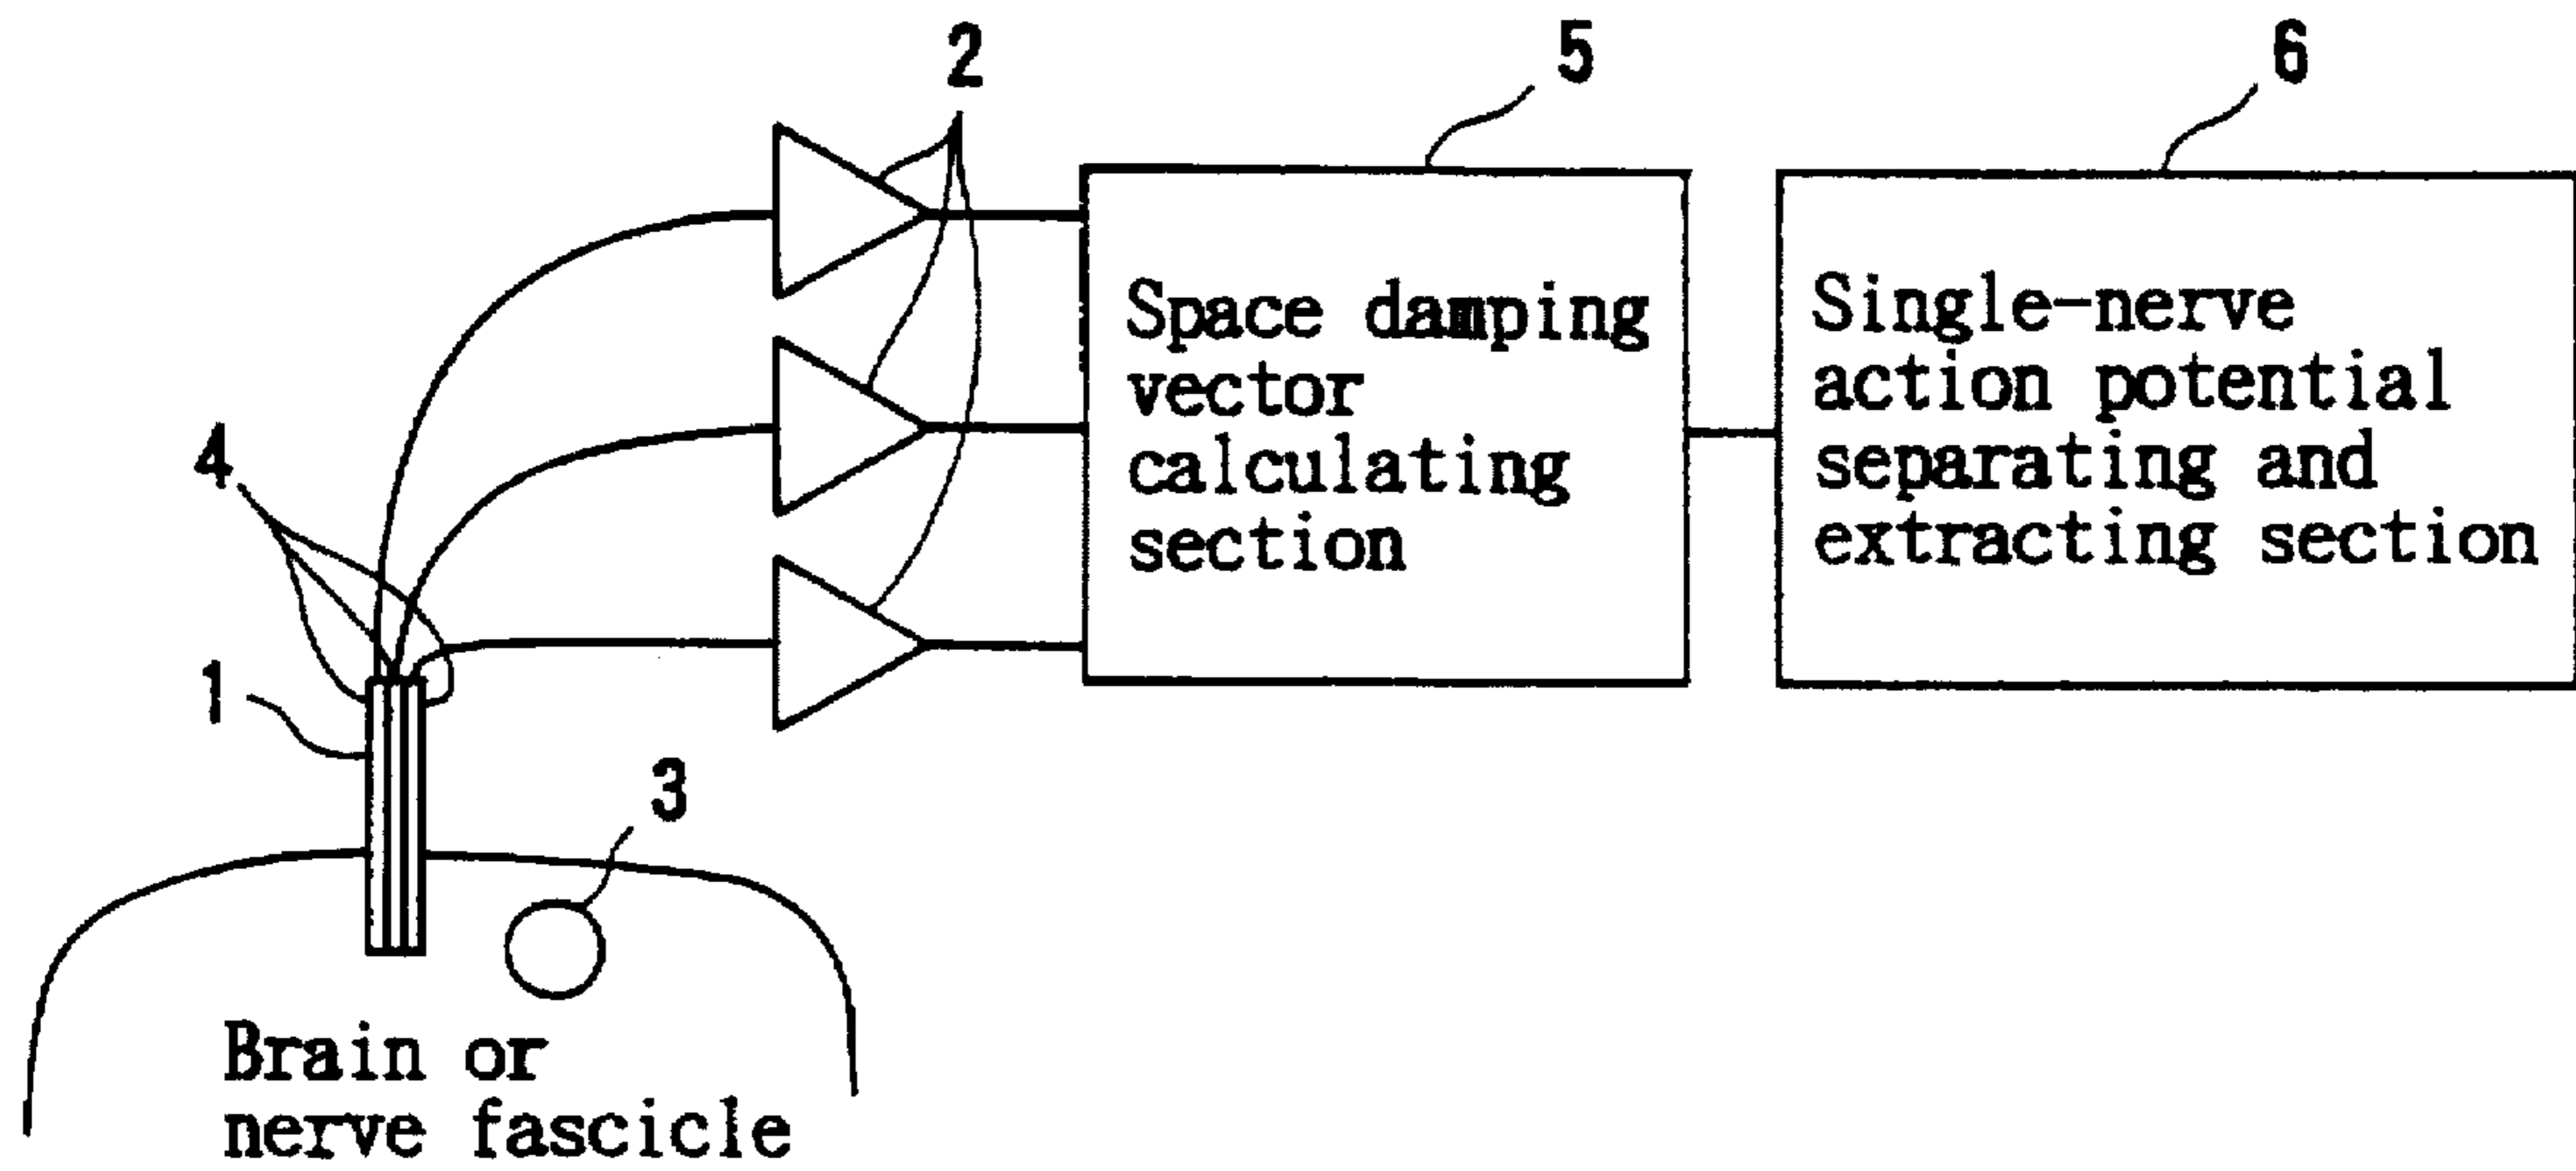 2
5
6
Space damping
vector
calculating
section
Single-nerve
action potential
separating and
extracting section
4
1
3
Brain or
nerve fascicle